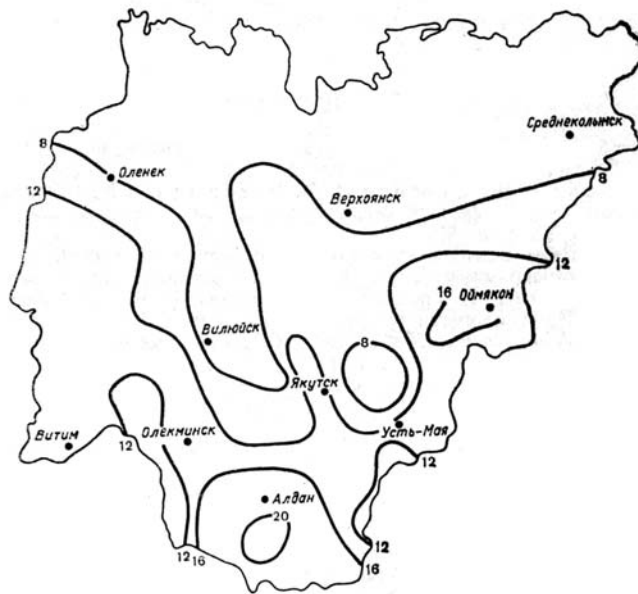 Среднеколымск
8
Оленек
8
12
Верхоянск
12
16
Оймякон
Вилюйск
8
Якутск
Усть-Мая
Витим
12
Олекминск
12
Алдан
20
12
16
12
16